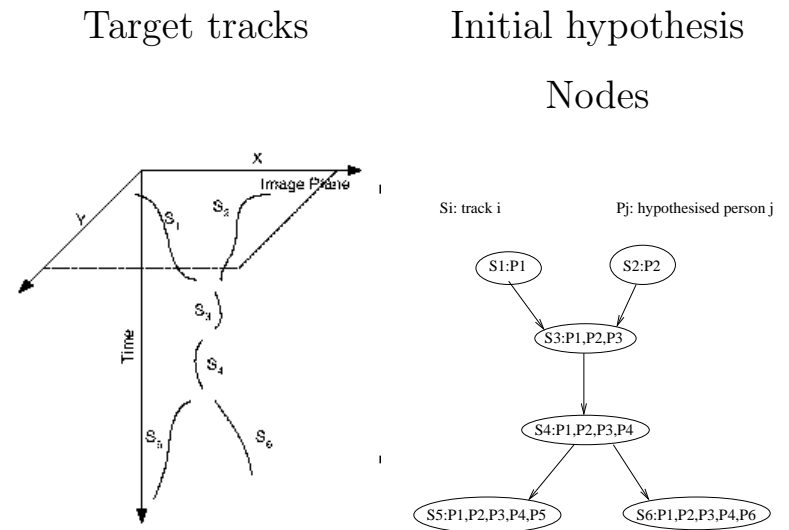 Target tracks
Initial hypothesis
Nodes
X
Image Plane
Y
S1
S2
S3
S4
S5
S6
Time
Si: track i
Pj: hypothesised person j
S1:P1
S2:P2
S3:P1,P2,P3
S4:P1,P2,P3,P4
S5:P1,P2,P3,P4,P5
S6:P1,P2,P3,P4,P6